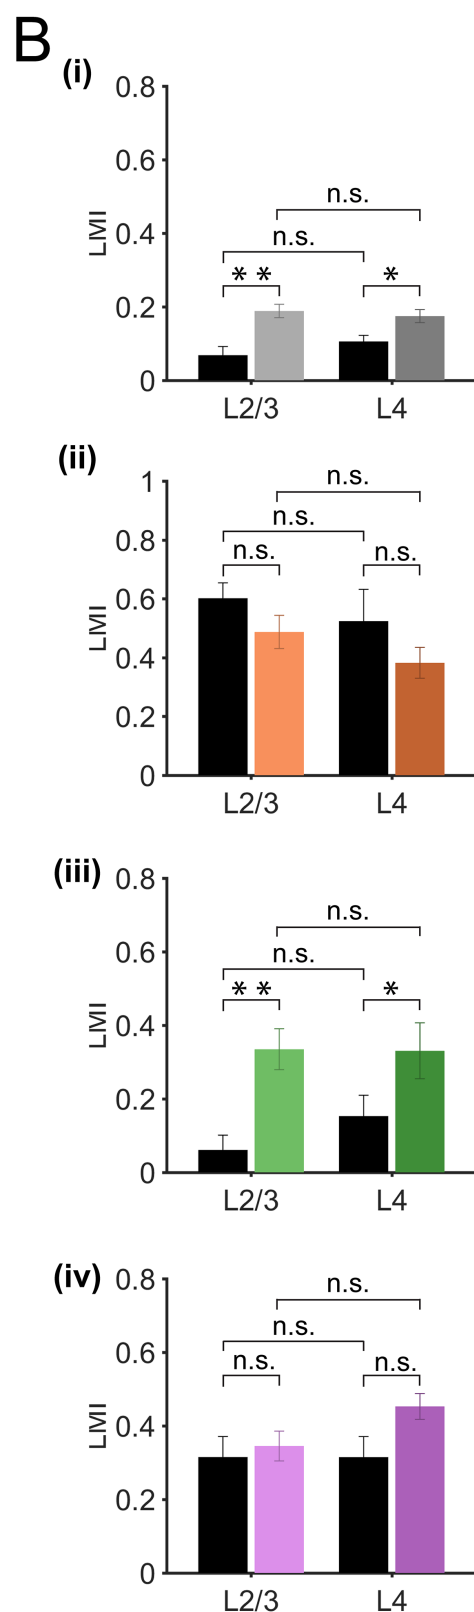 B
(i)
0.8
0.6
n.s.
0.4
n.s.
* *
*
0.2
0
LMI
L2/3
L4
(ii)
1
n.s.
0.8
n.s.
n.s.
n.s.
0.6
0.4
0.2
0
LMI
L2/3
L4
(iii)
0.8
n.s.
0.6
n.s.
* *
*
0.4
0.2
0
LMI
L2/3
L4
(iv)
0.8
n.s.
0.6
n.s.
n.s.
n.s.
0.4
0.2
0
LMI
L2/3
L4